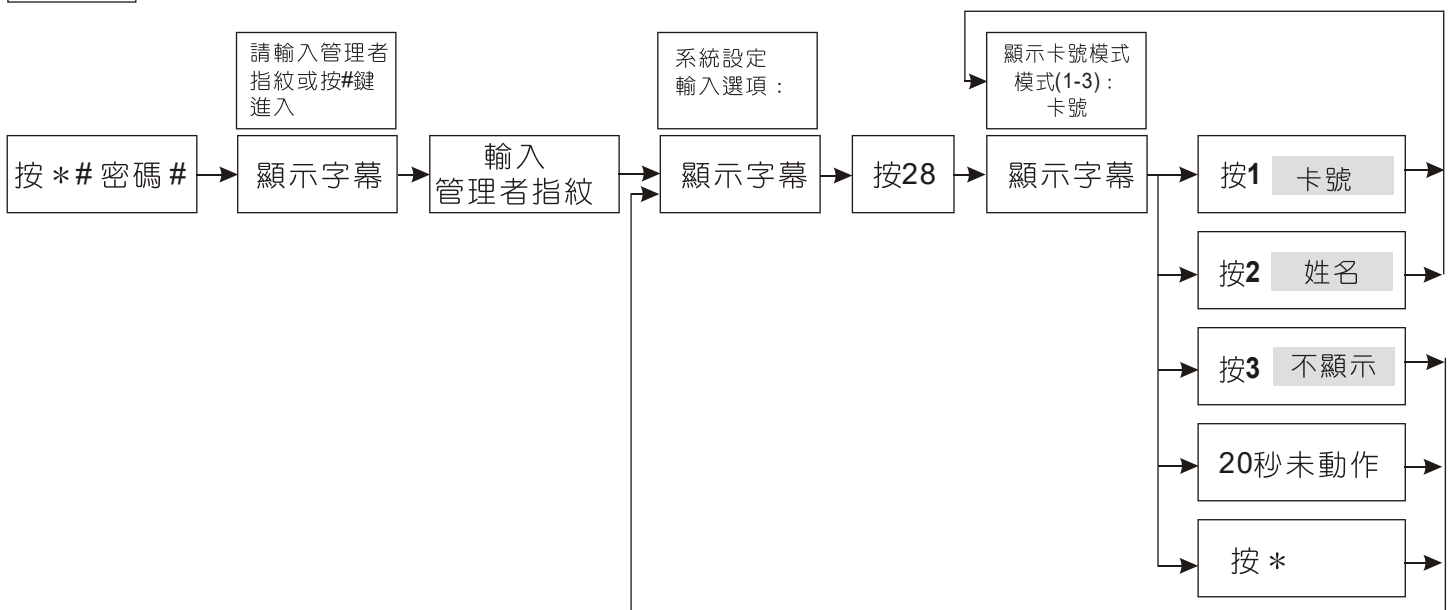 請輸入管理者
指紋或按#鍵
進入
系統設定
輸入選項：
顯示卡號模式
模式(1-3)：
卡號
按＊# 密碼 #
顯示字幕
輸入
管理者指紋
顯示字幕
按28
顯示字幕
按1 卡號
按2 姓名
按3 不顯示
20秒未動作
按＊